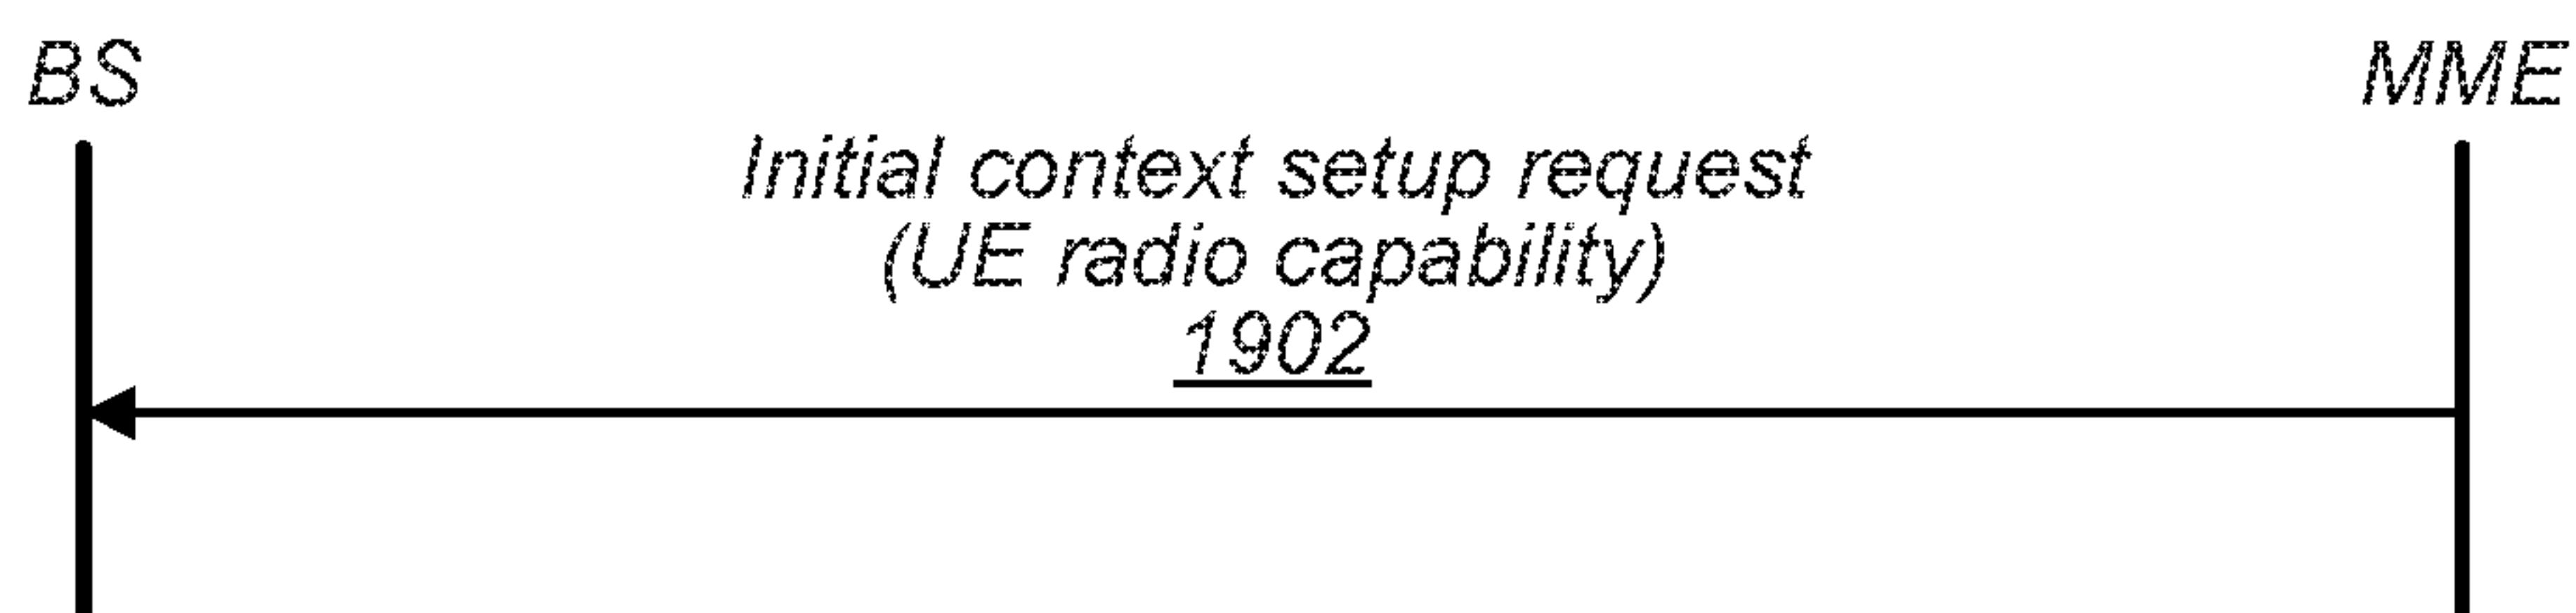 BS MME
Initial context setup request
(UE radio capability)
1902